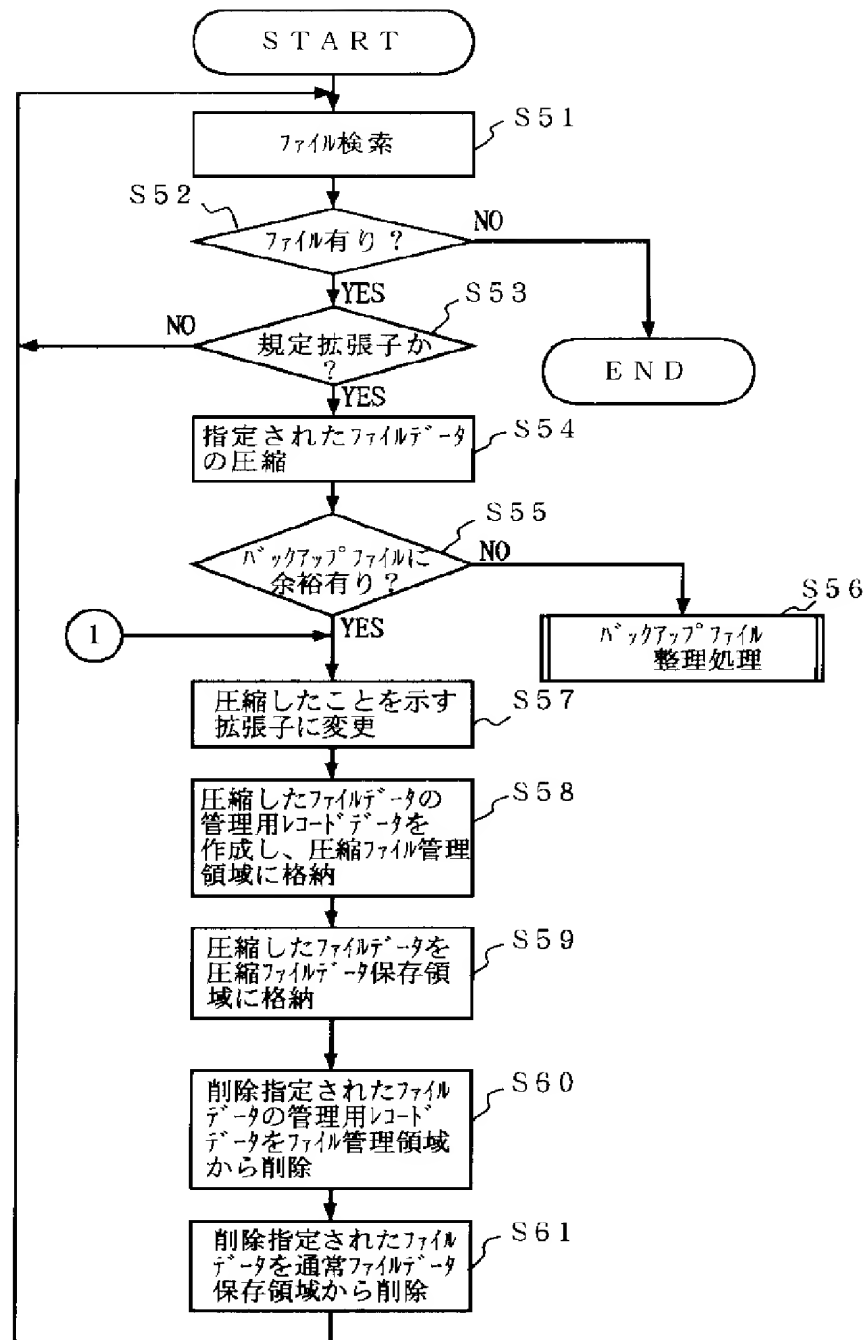 ＳＴＡＲＴ
Ｓ５１
ﾌｧｲﾙ検索
Ｓ５２
ﾌｧｲﾙ有り？
NO
YES
Ｓ５３
NO
規定拡張子か
？
ＥＮＤ
YES
Ｓ５４
指定されたﾌｧｲﾙﾃﾞｰﾀ
の圧縮
Ｓ５５
ﾊﾞｯｸｱｯﾌﾟﾌｧｲﾙに
余裕有り？
NO
Ｓ５６
ﾊﾞｯｸｱｯﾌﾟﾌｧｲﾙ
整理処理
1
YES
Ｓ５７
圧縮したことを示す
拡張子に変更
Ｓ５８
圧縮したﾌｧｲﾙﾃﾞｰﾀの
管理用ﾚｺｰﾄﾞﾃﾞｰﾀを
作成し、圧縮ﾌｧｲﾙ管理
領域に格納
Ｓ５９
圧縮したﾌｧｲﾙﾃﾞｰﾀを
圧縮ﾌｧｲﾙﾃﾞｰﾀ保存領
域に格納
Ｓ６０
削除指定されたﾌｧｲﾙ
ﾃﾞｰﾀの管理用ﾚｺｰﾄﾞ
ﾃﾞｰﾀをﾌｧｲﾙ管理領域
から削除
Ｓ６１
削除指定されたﾌｧｲﾙ
ﾃﾞｰﾀを通常ﾌｧｲﾙﾃﾞｰﾀ
保存領域から削除